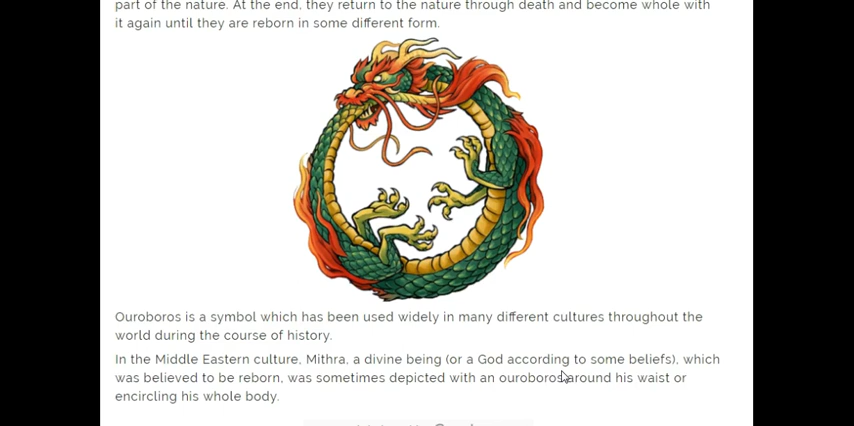 part of the nature. At the end, they return to the nature through death and become whole with
it again until they are reborn in some different form.
Ouroboros is a symbol which has been used widely in many different cultures throughout the
world during the course of history.
In the Middle Eastern culture, Mithra, a divine being (or a God according to some beliefs), which
was believed to be reborn, was sometimes depicted with an ouroboros around his waist or
encircling his whole body.